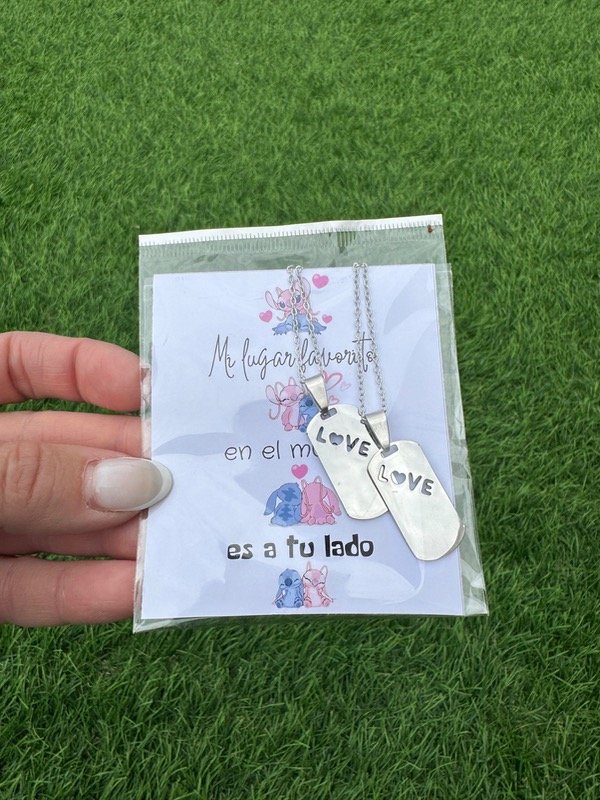 Mi lugar favorito
en el m
es a tu lado
LOVE
LOVE